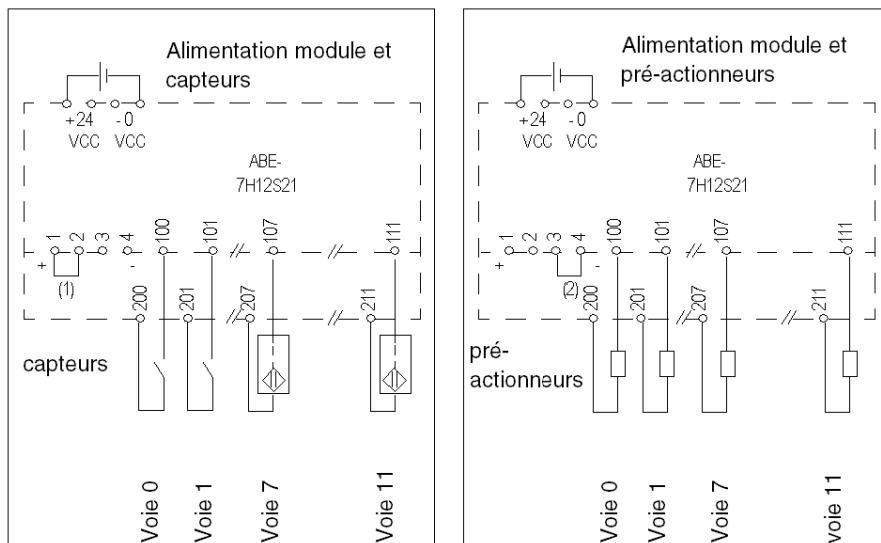 Alimentation module et
capteurs
+24 - 0
VCC VCC
ABE-
7H12S21
1 2 3 4 100 101 107 111
+ -
(1)
200 201 207 211
capteurs
Voie 0 Voie 1 Voie 7 Voie 11
Alimentation module et
pré-actionneurs
+24 - 0
VCC VCC
ABE-
7H12S21
1 2 3 4 100 101 107 111
+ -
(2)
200 201 207 211
pré-
actionneurs
Voie 0 Voie 1 Voie 7 voie 11